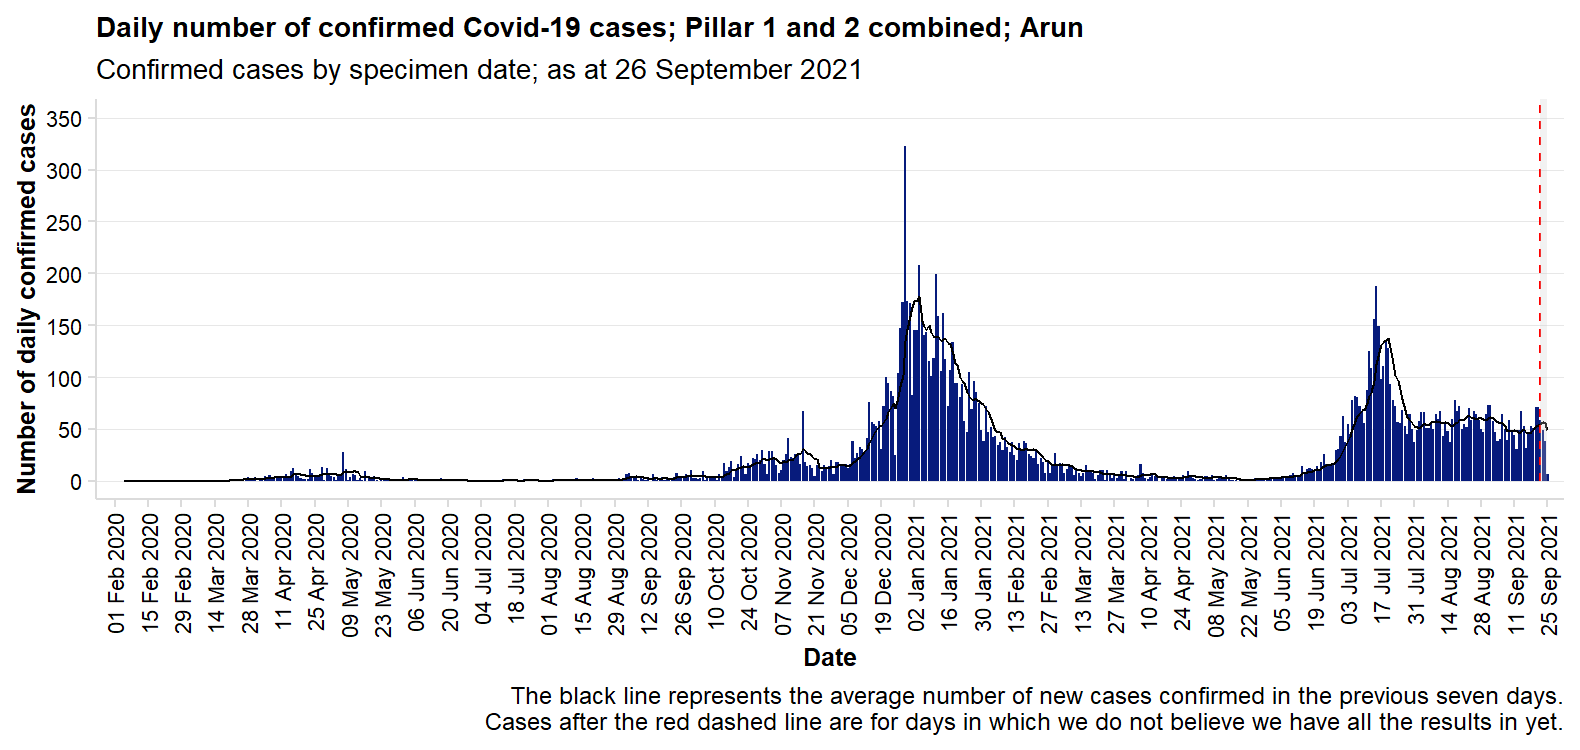 Daily number of confirmed Covid-19 cases; Pillar 1 and 2 combined; Arun
Confirmed cases by specimen date; as at 26 September 2021
Number of daily confirmed cases
350
300
250
200
150
100
50
0
01 Feb 2020
15 Feb 2020
29 Feb 2020
14 Mar 2020
28 Mar 2020
11 Apr 2020
25 Apr 2020
09 May 2020
23 May 2020
06 Jun 2020
20 Jun 2020
04 Jul 2020
18 Jul 2020
01 Aug 2020
15 Aug 2020
29 Aug 2020
12 Sep 2020
26 Sep 2020
10 Oct 2020
24 Oct 2020
07 Nov 2020
21 Nov 2020
05 Dec 2020
19 Dec 2020
02 Jan 2021
16 Jan 2021
30 Jan 2021
13 Feb 2021
27 Feb 2021
13 Mar 2021
27 Mar 2021
10 Apr 2021
24 Apr 2021
08 May 2021
22 May 2021
05 Jun 2021
19 Jun 2021
03 Jul 2021
17 Jul 2021
31 Jul 2021
14 Aug 2021
28 Aug 2021
11 Sep 2021
25 Sep 2021
Date
The black line represents the average number of new cases confirmed in the previous seven days.
Cases after the red dashed line are for days in which we do not believe we have all the results in yet.